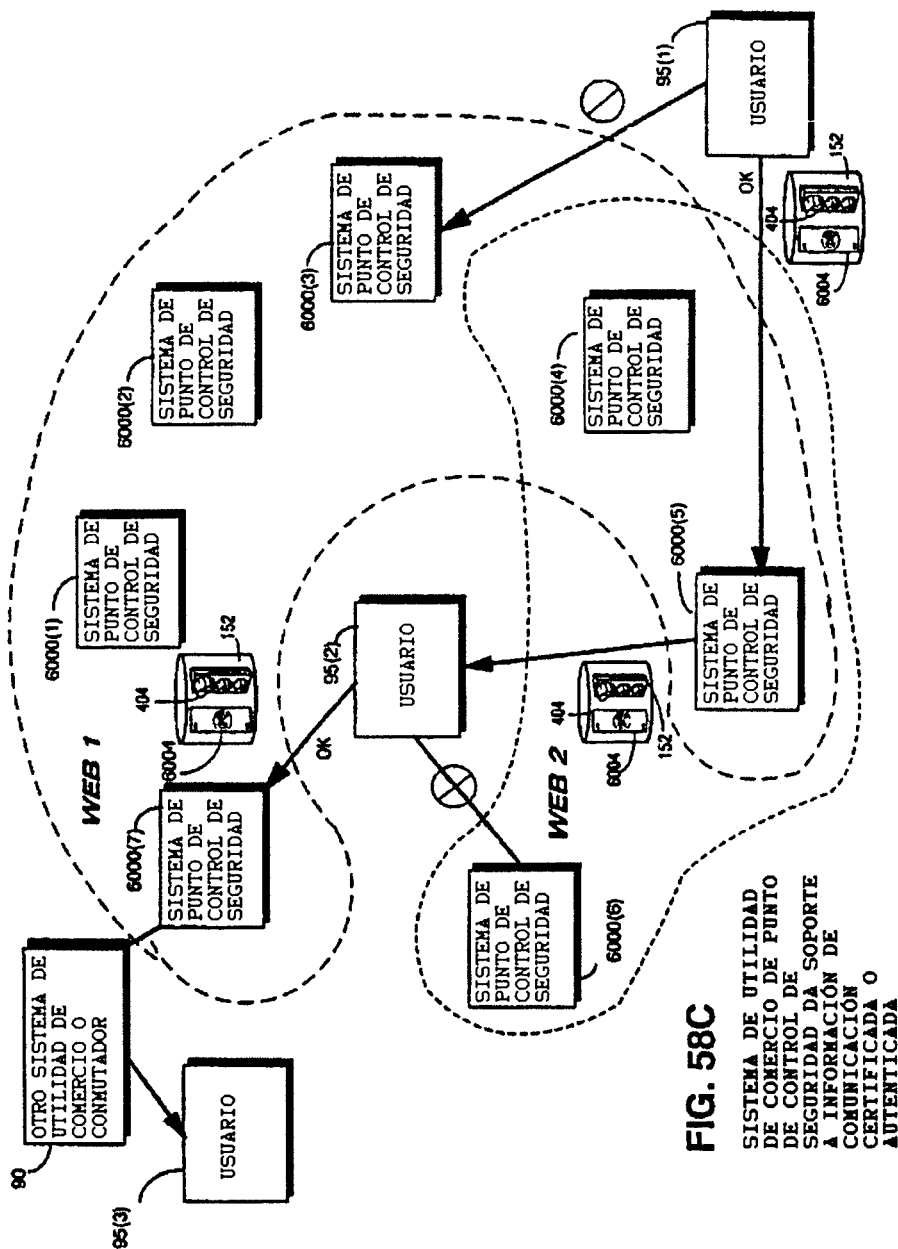 90
OTRO SISTEMA DE
UTILIDAD DE
COMERCIO O
CONMUTADOR
95(3)
USUARIO
WEB 1
6000(1)
SISTEMA DE
PUNTO DE
CONTROL DE
SEGURIDAD
6000(2)
SISTEMA DE
PUNTO DE
CONTROL DE
SEGURIDAD
6000(3)
SISTEMA DE
PUNTO DE
CONTROL DE
SEGURIDAD
6000(7)
SISTEMA DE
PUNTO DE
CONTROL DE
SEGURIDAD
404
152
6004
OK
95(2)
USUARIO
6000(4)
SISTEMA DE
PUNTO DE
CONTROL DE
SEGURIDAD
95(1)
USUARIO
OK
404
152
6004
6000(5)
SISTEMA DE
PUNTO DE
CONTROL DE
SEGURIDAD
WEB 2
404
6004
152
SISTEMA DE
PUNTO DE
CONTROL DE
SEGURIDAD
6000(6)
FIG. 58C
SISTEMA DE UTILIDAD
DE COMERCIO DE PUNTO
DE CONTROL DE
SEGURIDAD DA SOPORTE
A INFORMACIÓN DE
COMUNICACIÓN
CERTIFICADA O
AUTENTICADA